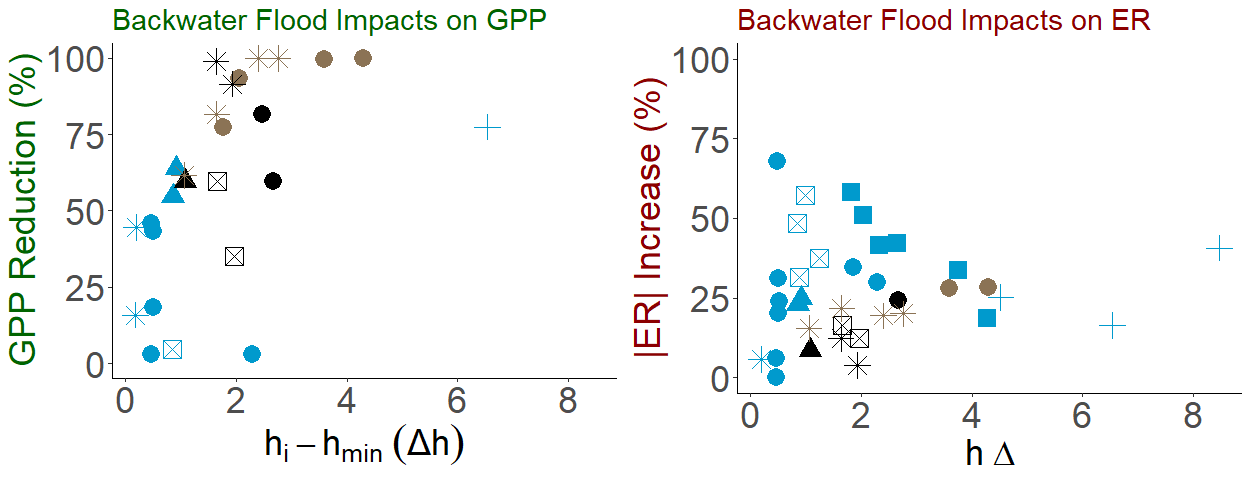 Backwater Flood Impacts on GPP
GPP Reduction (%)
100
75
50
25
0
0 2 4 6 8
hᵢ – hₘᵢₙ (Δh)
Backwater Flood Impacts on ER
|ER| Increase (%)
100
75
50
25
0
0 2 4 6 8
h Δ